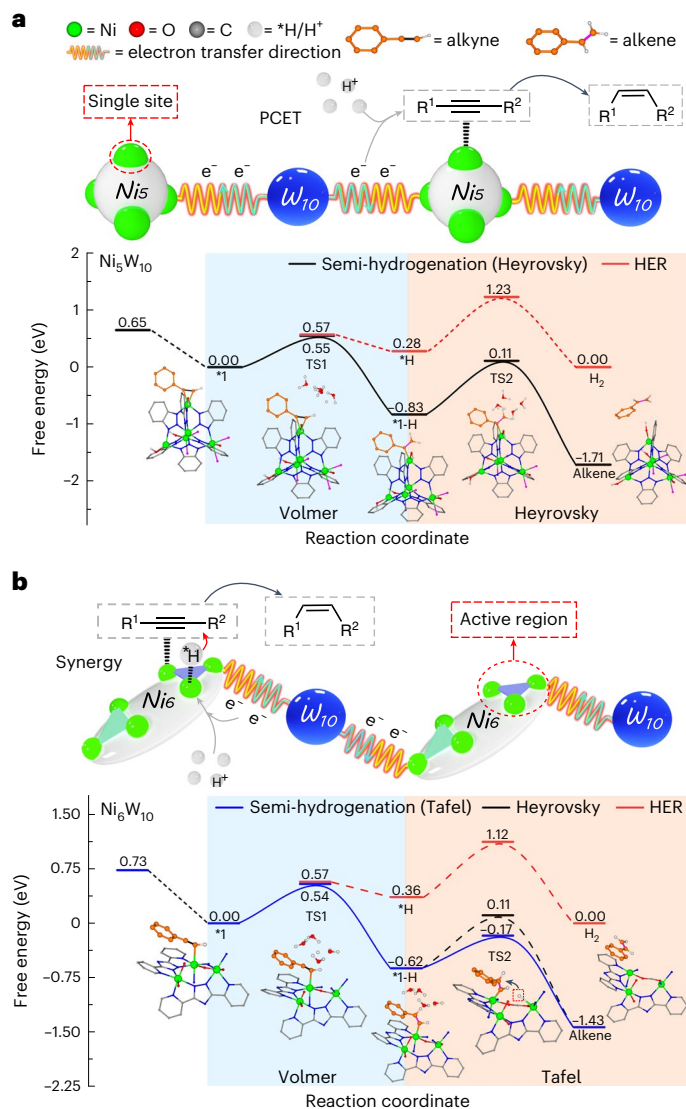 a
= Ni = O = C = *H/H⁺ = alkyne = alkene
= electron transfer direction
Single site
H⁺
PCET
R¹ R²
R¹ R²
e⁻ e⁻
e⁻ e⁻
Ni₅
W₁₀
Ni₅
W₁₀
Ni₅W₁₀
Semi-hydrogenation (Heyrovsky) HER
Free energy (eV)
2
1
0
−1
−2
0.65
0.00
*1
0.57
0.55
TS1
0.28
*H
−0.83
*1-H
1.23
0.11
TS2
0.00
H₂
−1.71
Alkene
Volmer
Heyrovsky
Reaction coordinate
b
R¹ R²
R¹ R²
Active region
Synergy
*H
Ni₆
e⁻ e⁻
W₁₀
e⁻ e⁻
Ni₆
W₁₀
H⁺
Ni₆W₁₀
Semi-hydrogenation (Tafel) Heyrovsky HER
Free energy (eV)
1.50
0.75
0
−0.75
−1.50
−2.25
0.73
0.00
*1
0.57
0.54
TS1
0.36
*H
−0.62
*1-H
1.12
0.11
−0.17
TS2
0.00
H₂
−1.43
Alkene
Volmer
Tafel
Reaction coordinate